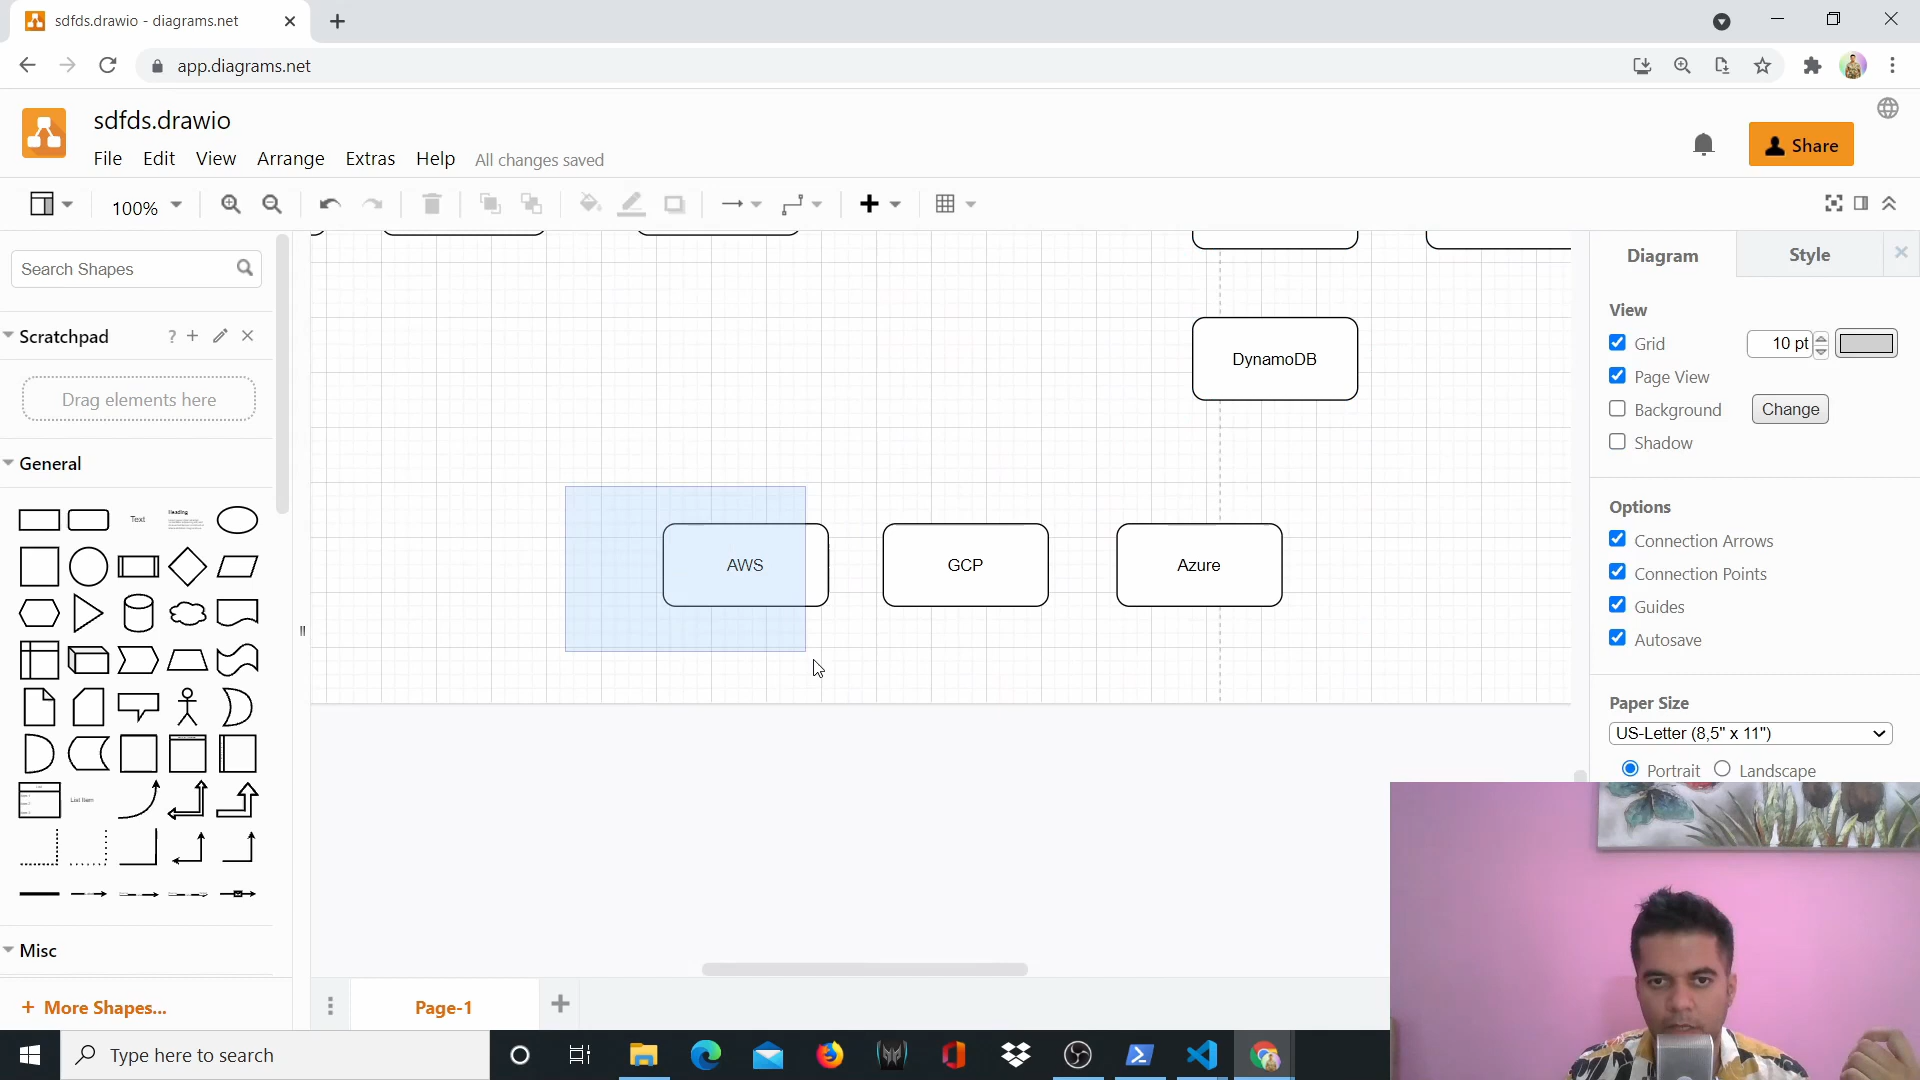 sdfds.drawio - diagrams.net
app.diagrams.net
sdfds.drawio
File Edit View Arrange Extras Help All changes saved
Share
100%
Search Shapes
Scratchpad
?
Drag elements here
General
Text
Heading
List Item
Misc
+ More Shapes...
DynamoDB
AWS
GCP
Azure
Page-1
Diagram
Style
View
Grid
10 pt
Page View
Background
Change
Shadow
Options
Connection Arrows
Connection Points
Guides
Autosave
Paper Size
US-Letter (8,5" x 11")
Portrait
Landscape
Type here to search